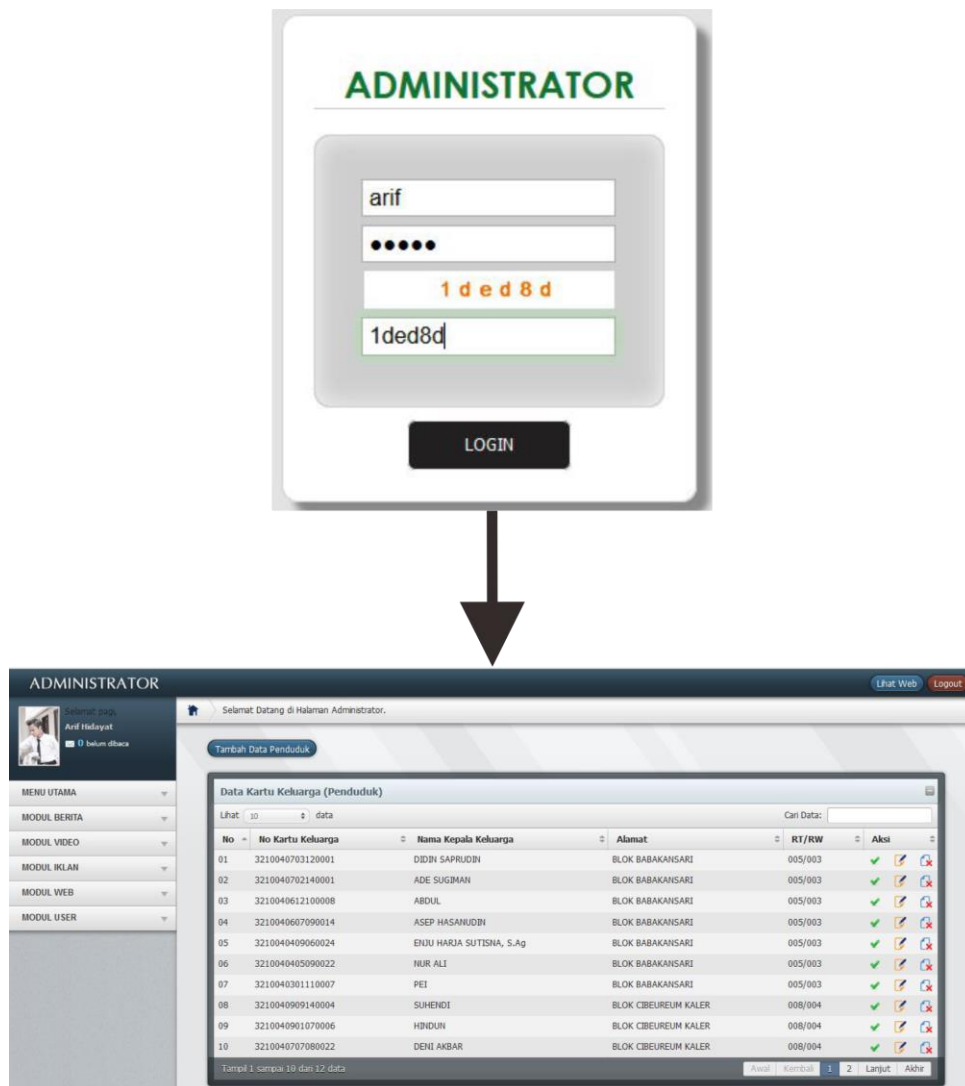 ADMINISTRATOR
arif
•••••
1ded8d
1ded8d
LOGIN
ADMINISTRATOR
Lihat Web Logout
Selamat pagi,
Arif Hidayat
0 belum dibaca
Selamat Datang di Halaman Administrator.
Tambah Data Penduduk
MENU UTAMA
MODUL BERITA
MODUL VIDEO
MODUL IKLAN
MODUL WEB
MODUL USER
Data Kartu Keluarga (Penduduk)
Lihat 10 data Cari Data:
No No Kartu Keluarga Nama Kepala Keluarga Alamat RT/RW Aksi
01 3210040703120001 DIDIN SAPRUDIN BLOK BABAKANSARI 005/003
02 3210040702140001 ADE SUGIMAN BLOK BABAKANSARI 005/003
03 3210040612100008 ABDUL BLOK BABAKANSARI 005/003
04 3210040607090014 ASEP HASANUDIN BLOK BABAKANSARI 005/003
05 3210040409060024 ENJU HARJA SUTISNA, S.Ag BLOK BABAKANSARI 005/003
06 3210040405090022 NUR ALI BLOK BABAKANSARI 005/003
07 3210040301110007 PEI BLOK BABAKANSARI 005/003
08 3210040909140004 SUHENDI BLOK CIBEUREUM KALER 008/004
09 3210040901070006 HINDUN BLOK CIBEUREUM KALER 008/004
10 3210040707080022 DENI AKBAR BLOK CIBEUREUM KALER 008/004
Tampil 1 sampai 10 dari 12 data Awal Kembali 1 2 Lanjut Akhir